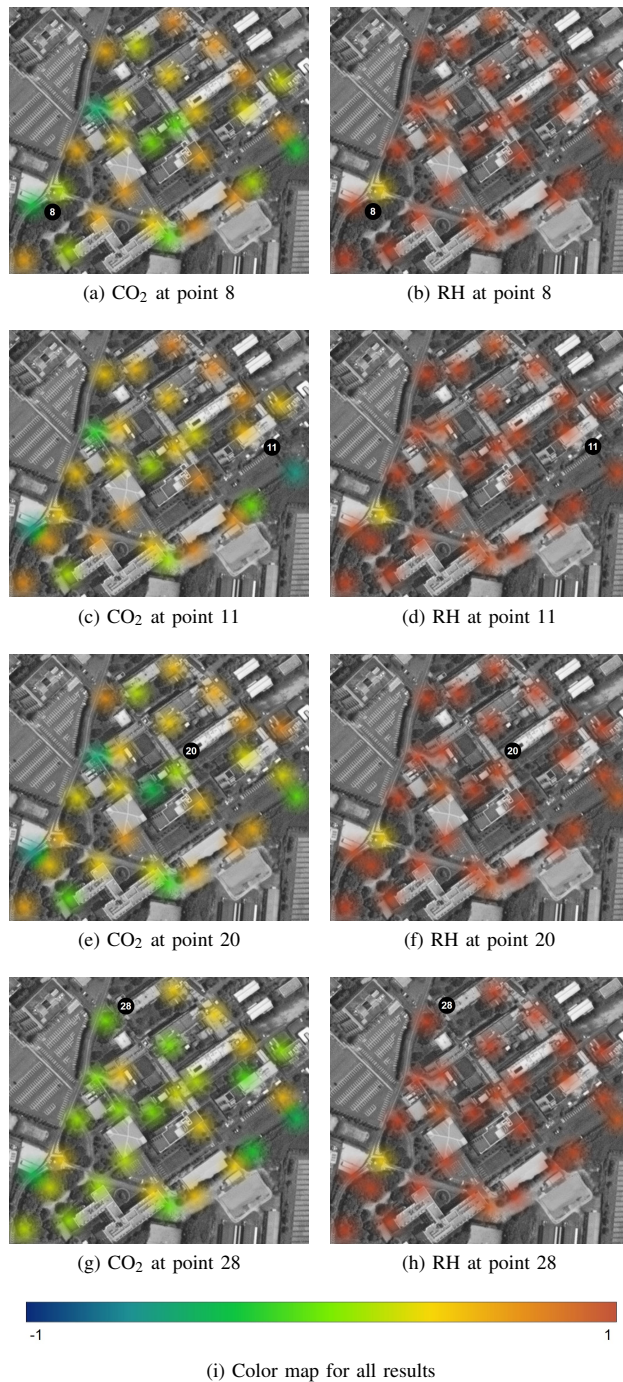 8
8
(a) CO₂ at point 8
(b) RH at point 8
11
11
(c) CO₂ at point 11
(d) RH at point 11
20
20
(e) CO₂ at point 20
(f) RH at point 20
28
28
(g) CO₂ at point 28
(h) RH at point 28
-1
1
(i) Color map for all results